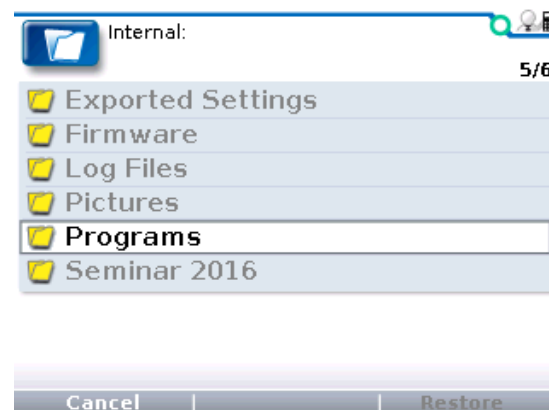 Internal:
5/6
Exported Settings
Firmware
Log Files
Pictures
Programs
Seminar 2016
Cancel | | Restore